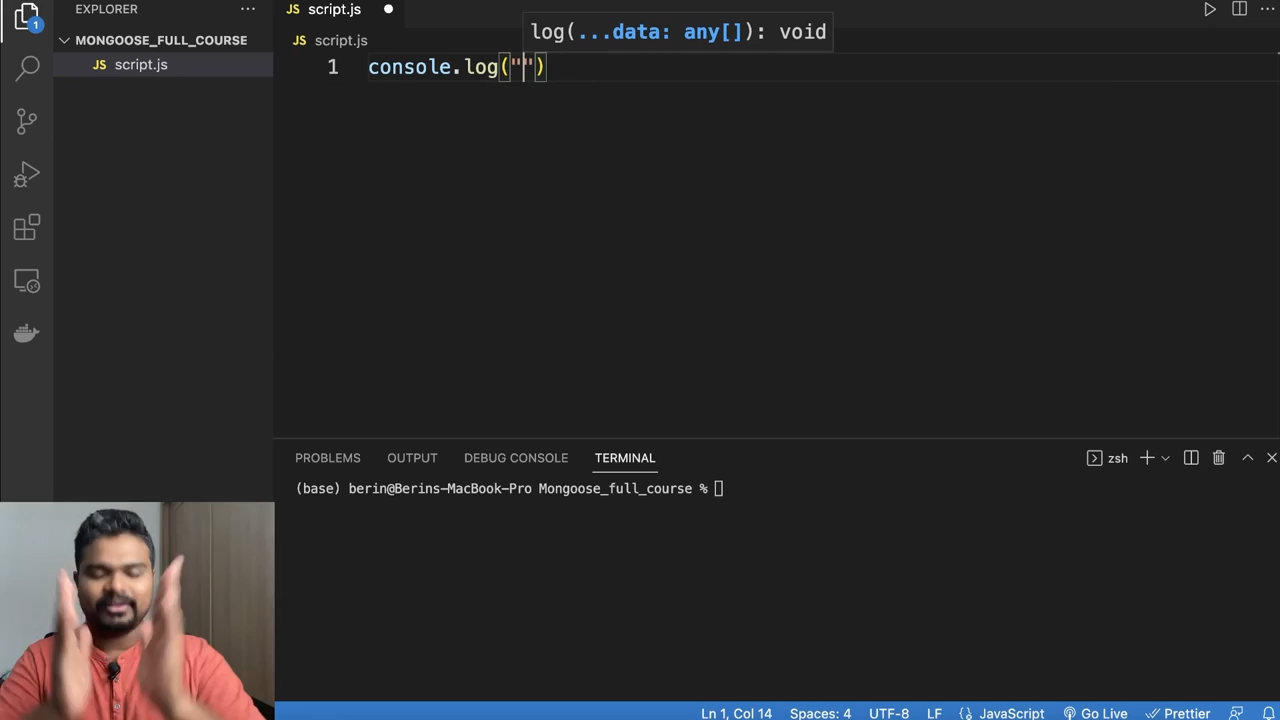 EXPLORER
script.js
log(...data: any[]): void
MONGOOSE_FULL_COURSE
JS script.js
JS script.js
1 console.log("")
1
PROBLEMS OUTPUT DEBUG CONSOLE TERMINAL
zsh
(base) berin@Berins-MacBook-Pro Mongoose_full_course %
Ln 1, Col 14 Spaces: 4 UTF-8 LF {} JavaScript Go Live Prettier